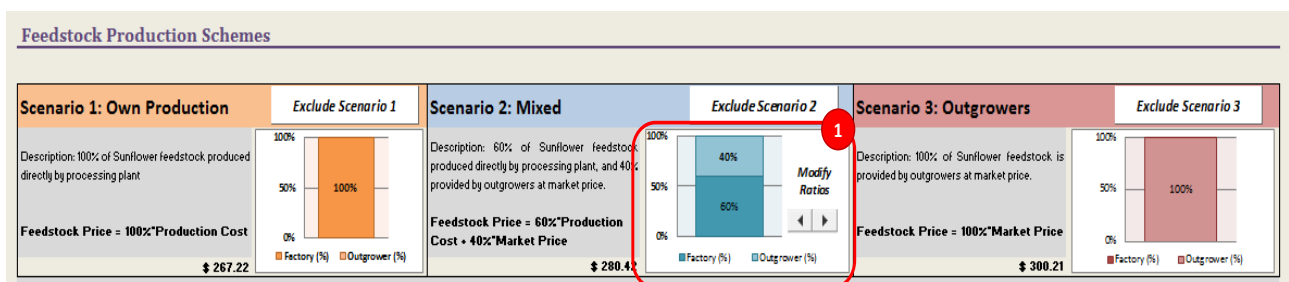 Feedstock Production Schemes
Scenario 1: Own Production
Exclude Scenario 1
Description: 100% of Sunflower feedstock produced
directly by processing plant
Feedstock Price = 100%*Production Cost
$ 267.22
100%
50%
0%
100%
Factory (%) Outgrower (%)
Scenario 2: Mixed
Exclude Scenario 2
Description: 60% of Sunflower feedstock
produced directly by processing plant, and 40%
provided by outgrowers at market price.
Feedstock Price = 60%*Production
Cost + 40%*Market Price
$ 280.42
100%
50%
0%
40%
60%
Modify
Ratios
Factory (%) Outgrower (%)
1
Scenario 3: Outgrowers
Exclude Scenario 3
Description: 100% of Sunflower feedstock is
provided by outgrowers at market price.
Feedstock Price = 100%*Market Price
$ 300.21
100%
50%
0%
100%
Factory (%) Outgrower (%)